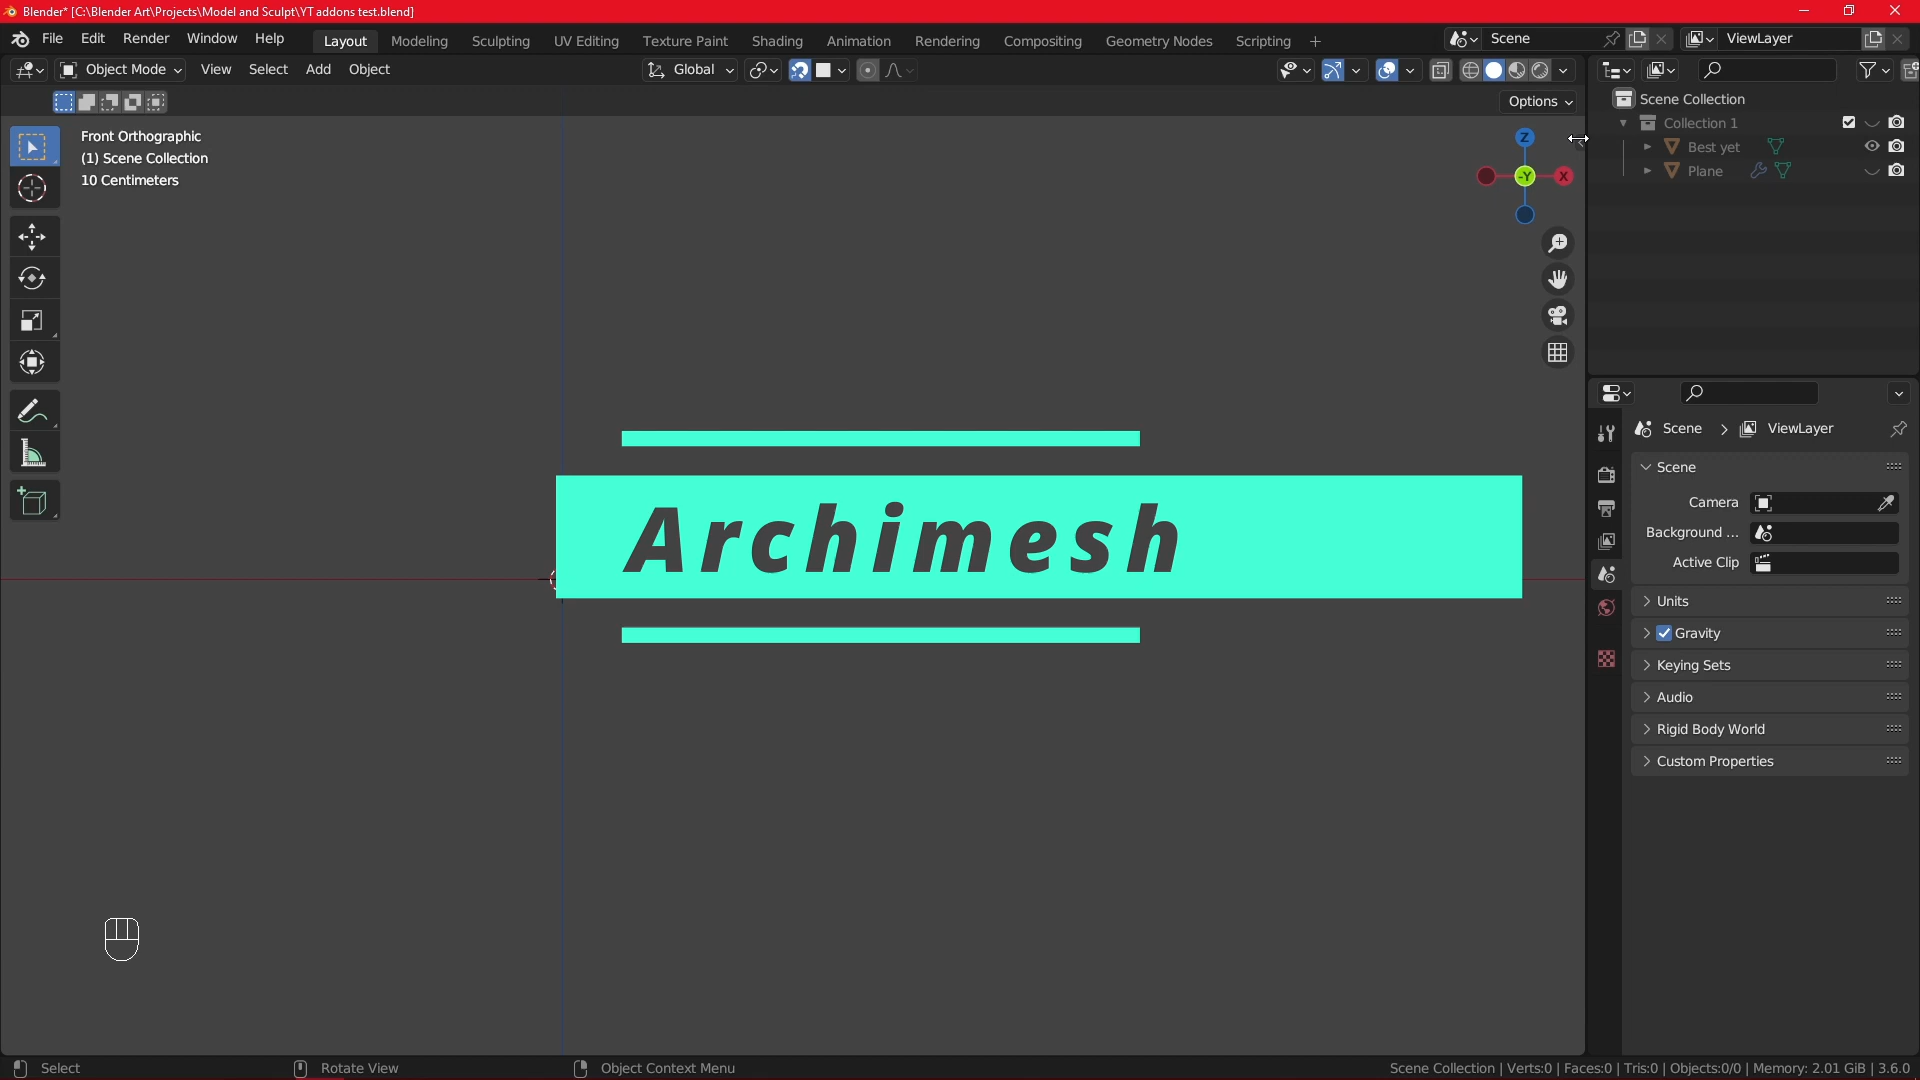 Blender* [C:\Blender Art\Projects\Model and Sculpt\YT addons test.blend]
File Edit Render Window Help Layout Modeling Sculpting UV Editing Texture Paint Shading Animation Rendering Compositing Geometry Nodes Scripting + Scene ViewLayer
Object Mode View Select Add Object Global
Options
Front Orthographic
(1) Scene Collection
10 Centimeters
Z
-Y
X
Archimesh
Scene Collection
Collection 1
Best yet
Plane
Scene > ViewLayer
Scene
Camera
Background ...
Active Clip
Units
Gravity
Keying Sets
Audio
Rigid Body World
Custom Properties
Select Rotate View Object Context Menu Scene Collection | Verts:0 | Faces:0 | Tris:0 | Objects:0/0 | Memory: 2.01 GiB | 3.6.0